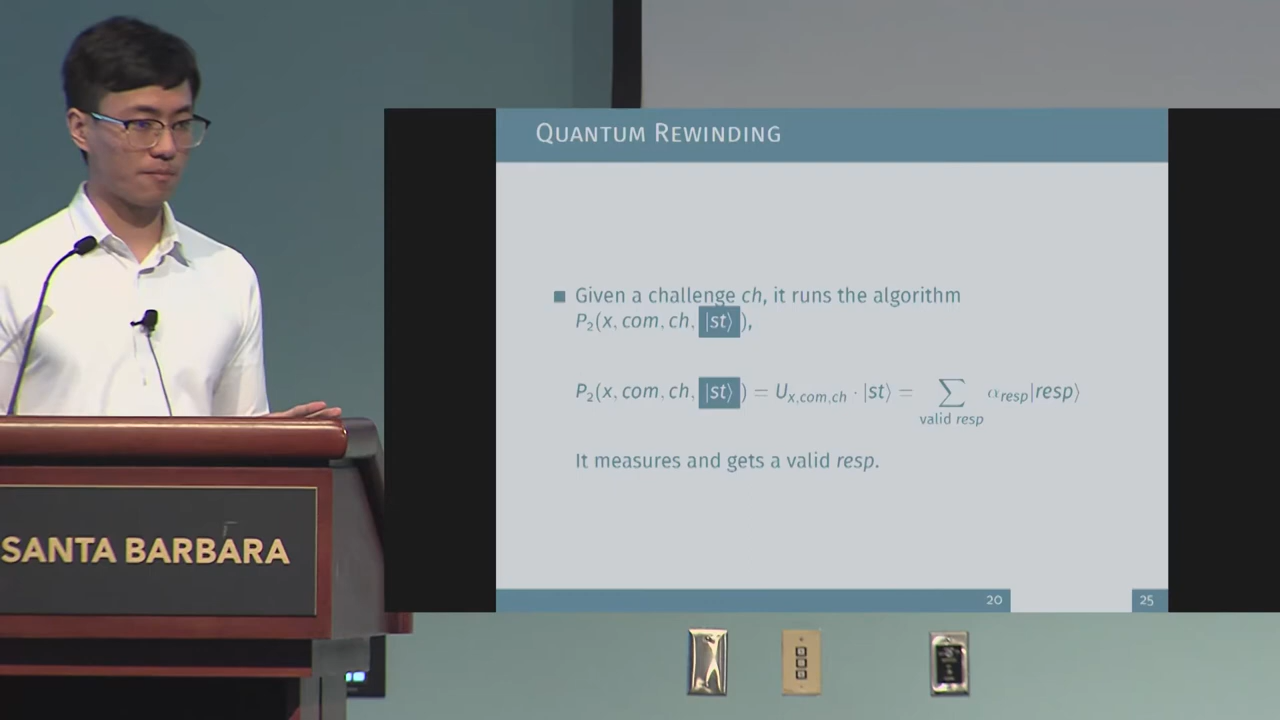 QUANTUM REWINDING
Given a challenge ch, it runs the algorithm
P₂(x, com, ch, |st⟩),
P₂(x, com, ch, |st⟩) = Uₓ,com,ch · |st⟩ = ∑ αresp|resp⟩
valid resp
It measures and gets a valid resp.
20
25
SANTA BARBARA